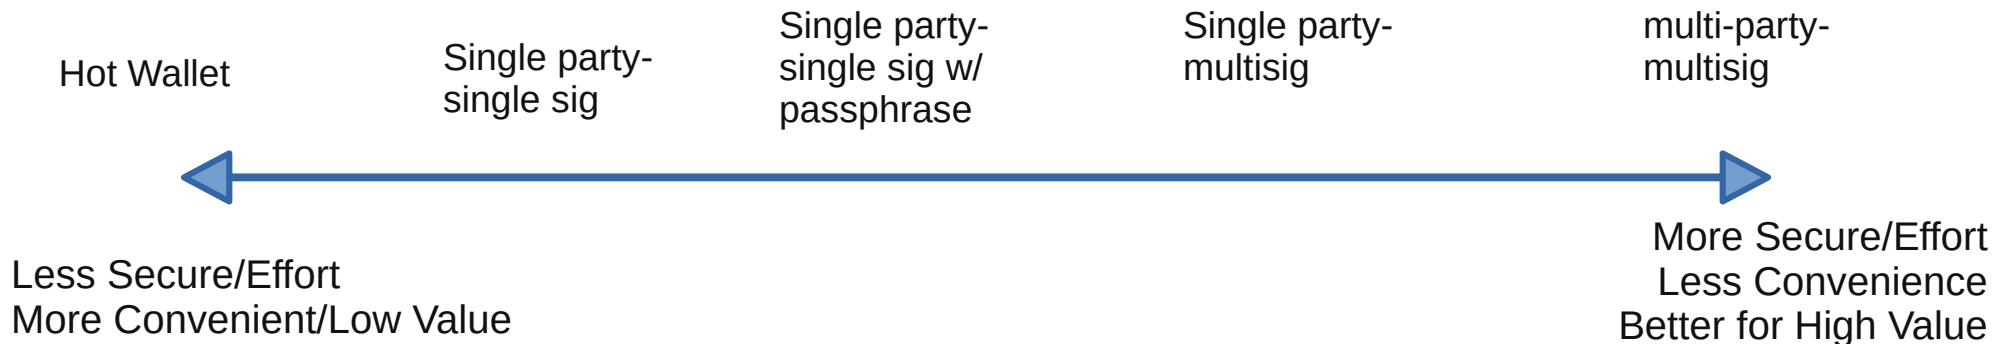 Hot Wallet
Single party-
single sig
Single party-
single sig w/
passphrase
Single party-
multisig
multi-party-
multisig
Less Secure/Effort
More Convenient/Low Value
More Secure/Effort
Less Convenience
Better for High Value